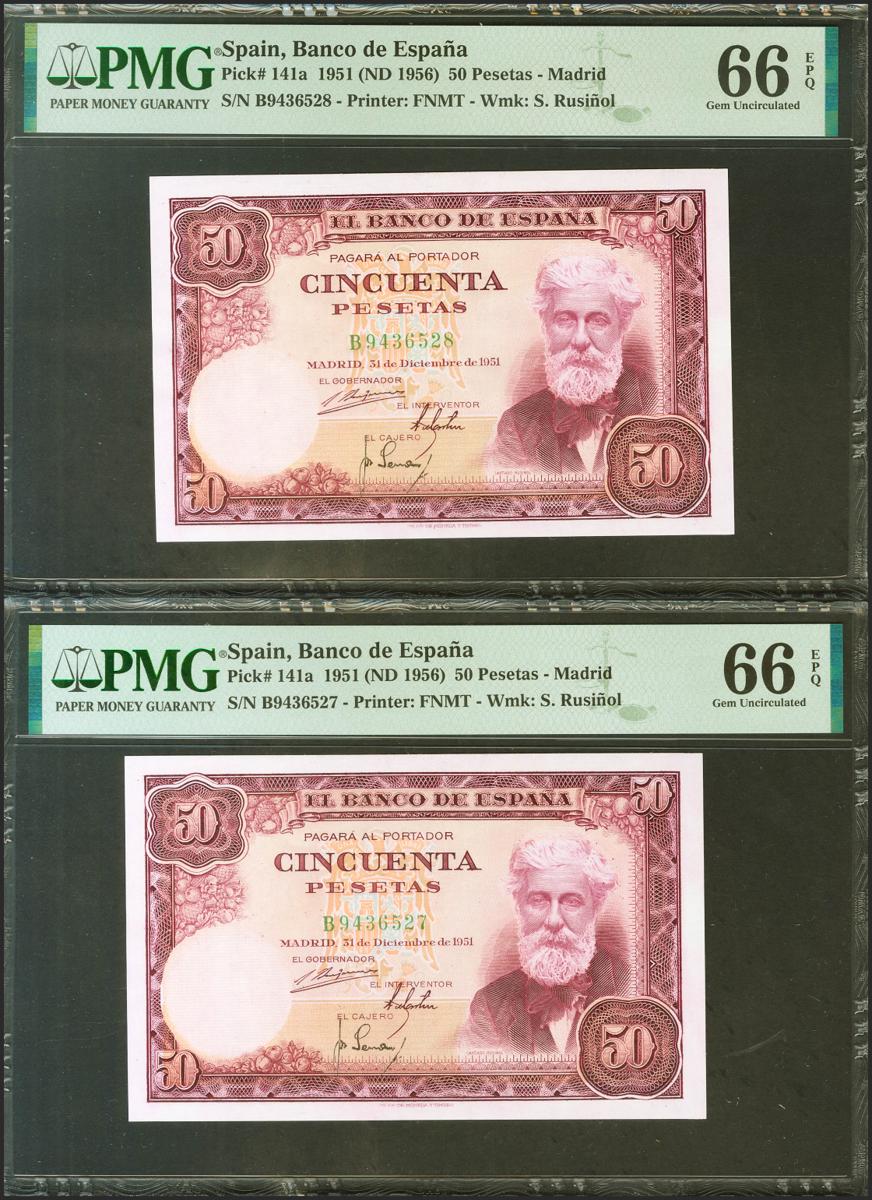 PMG®
PAPER MONEY GUARANTY
Spain, Banco de España
Pick# 141a 1951 (ND 1956) 50 Pesetas - Madrid
S/N B9436528 - Printer: FNMT - Wmk: S. Rusiñol
66 EPQ
Gem Uncirculated
50
EL BANCO DE ESPAÑA
50
PAGARÁ AL PORTADOR
CINCUENTA
PESETAS
B9436528
MADRID, 31 de Diciembre de 1951
EL GOBERNADOR
EL INTERVENTOR
EL CAJERO
50
50
PMG®
PAPER MONEY GUARANTY
Spain, Banco de España
Pick# 141a 1951 (ND 1956) 50 Pesetas - Madrid
S/N B9436527 - Printer: FNMT - Wmk: S. Rusiñol
66 EPQ
Gem Uncirculated
50
EL BANCO DE ESPAÑA
50
PAGARÁ AL PORTADOR
CINCUENTA
PESETAS
B9436527
MADRID, 31 de Diciembre de 1951
EL GOBERNADOR
EL INTERVENTOR
EL CAJERO
50
50